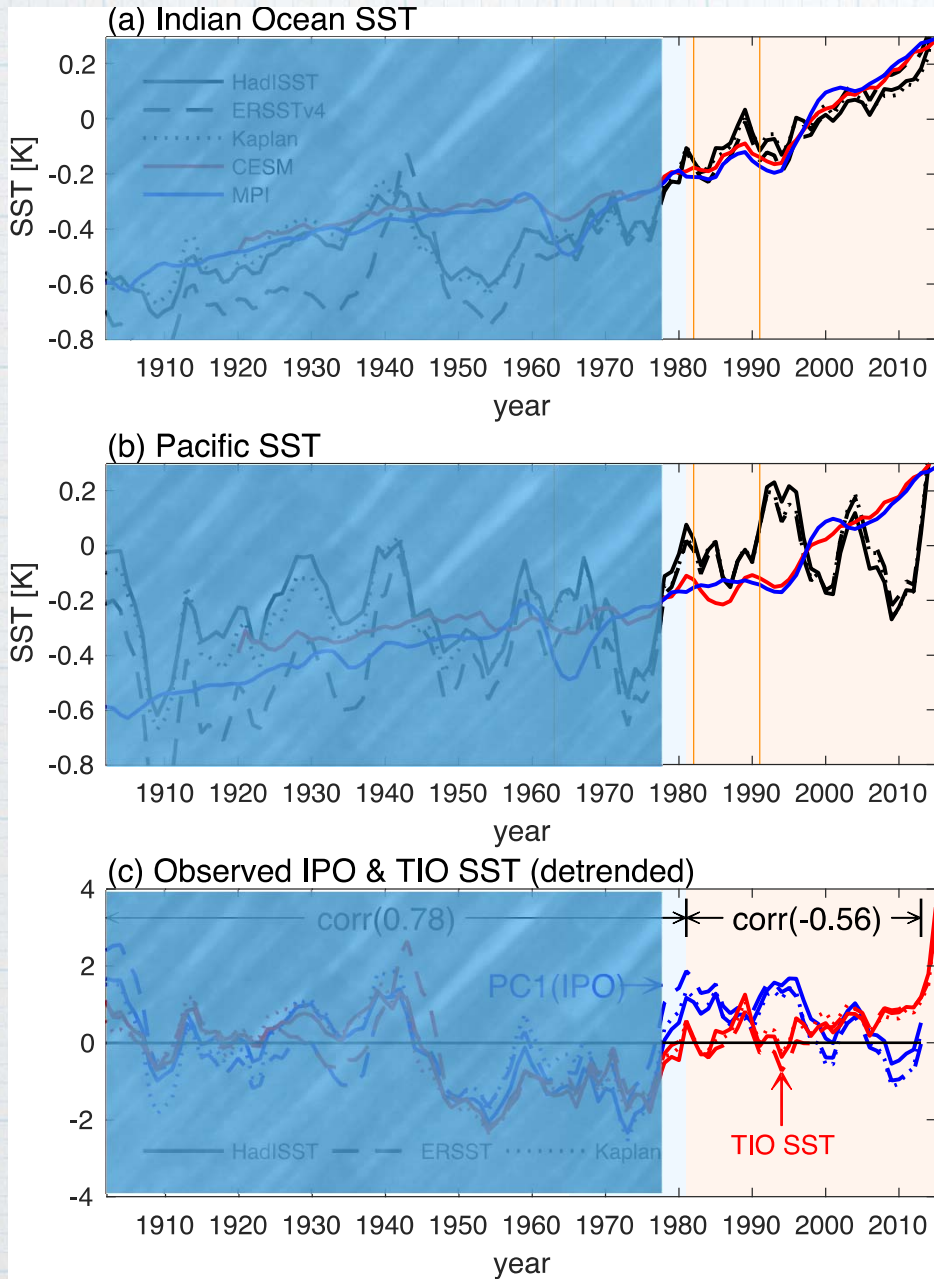 (a) Indian Ocean SST
SST [K]
0.2
0
-0.2
-0.4
-0.6
-0.8
HadISST
ERSSTv4
Kaplan
CESM
MPI
1910 1920 1930 1940 1950 1960 1970 1980 1990 2000 2010
year
(b) Pacific SST
SST [K]
0.2
0
-0.2
-0.4
-0.6
-0.8
1910 1920 1930 1940 1950 1960 1970 1980 1990 2000 2010
year
(c) Observed IPO & TIO SST (detrended)
4
2
0
-2
-4
corr(0.78) corr(-0.56)
PC1(IPO)
TIO SST
HadISST ERSST Kaplan
1910 1920 1930 1940 1950 1960 1970 1980 1990 2000 2010
year